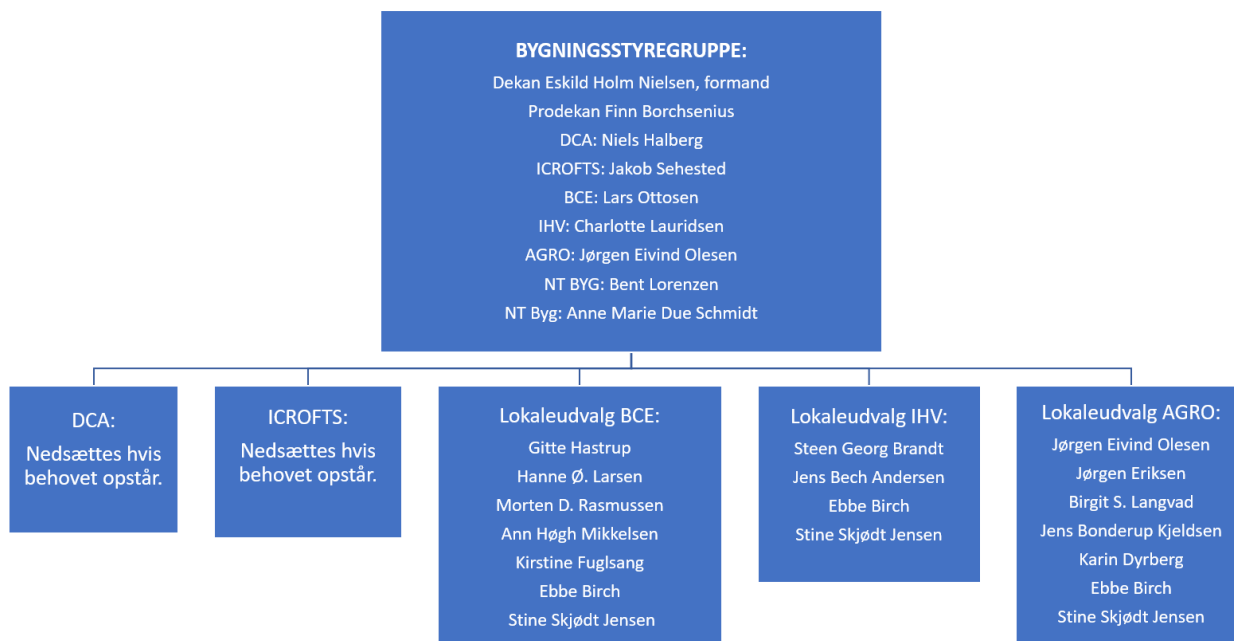 BYGNINGSSTYREGRUPPE:
Dekan Eskild Holm Nielsen, formand
Prodekan Finn Borchsenius
DCA: Niels Halberg
ICROFTS: Jakob Sehested
BCE: Lars Ottosen
IHV: Charlotte Lauridsen
AGRO: Jørgen Eivind Olesen
NT BYG: Bent Lorenzen
NT Byg: Anne Marie Due Schmidt
DCA:
Nedsættes hvis
behovet opstår.
ICROFTS:
Nedsættes hvis
behovet opstår.
Lokaleudvalg BCE:
Gitte Hastrup
Hanne Ø. Larsen
Morten D. Rasmussen
Ann Høgh Mikkelsen
Kirstine Fuglsang
Ebbe Birch
Stine Skjødt Jensen
Lokaleudvalg IHV:
Steen Georg Brandt
Jens Bech Andersen
Ebbe Birch
Stine Skjødt Jensen
Lokaleudvalg AGRO:
Jørgen Eivind Olesen
Jørgen Eriksen
Birgit S. Langvad
Jens Bonderup Kjeldsen
Karin Dyrberg
Ebbe Birch
Stine Skjødt Jensen